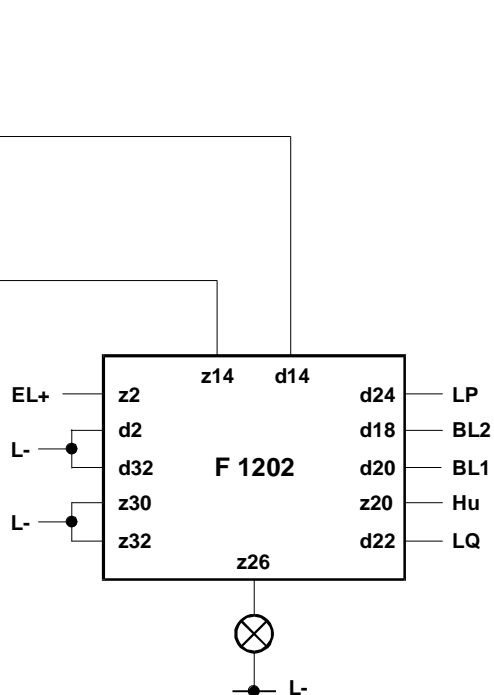 z14 d14
EL+ z2 d24 LP
d2 d18 BL2
L-
d32 F 1202 d20 BL1
z30 z20 Hu
L-
z32 d22 LQ
z26
L-